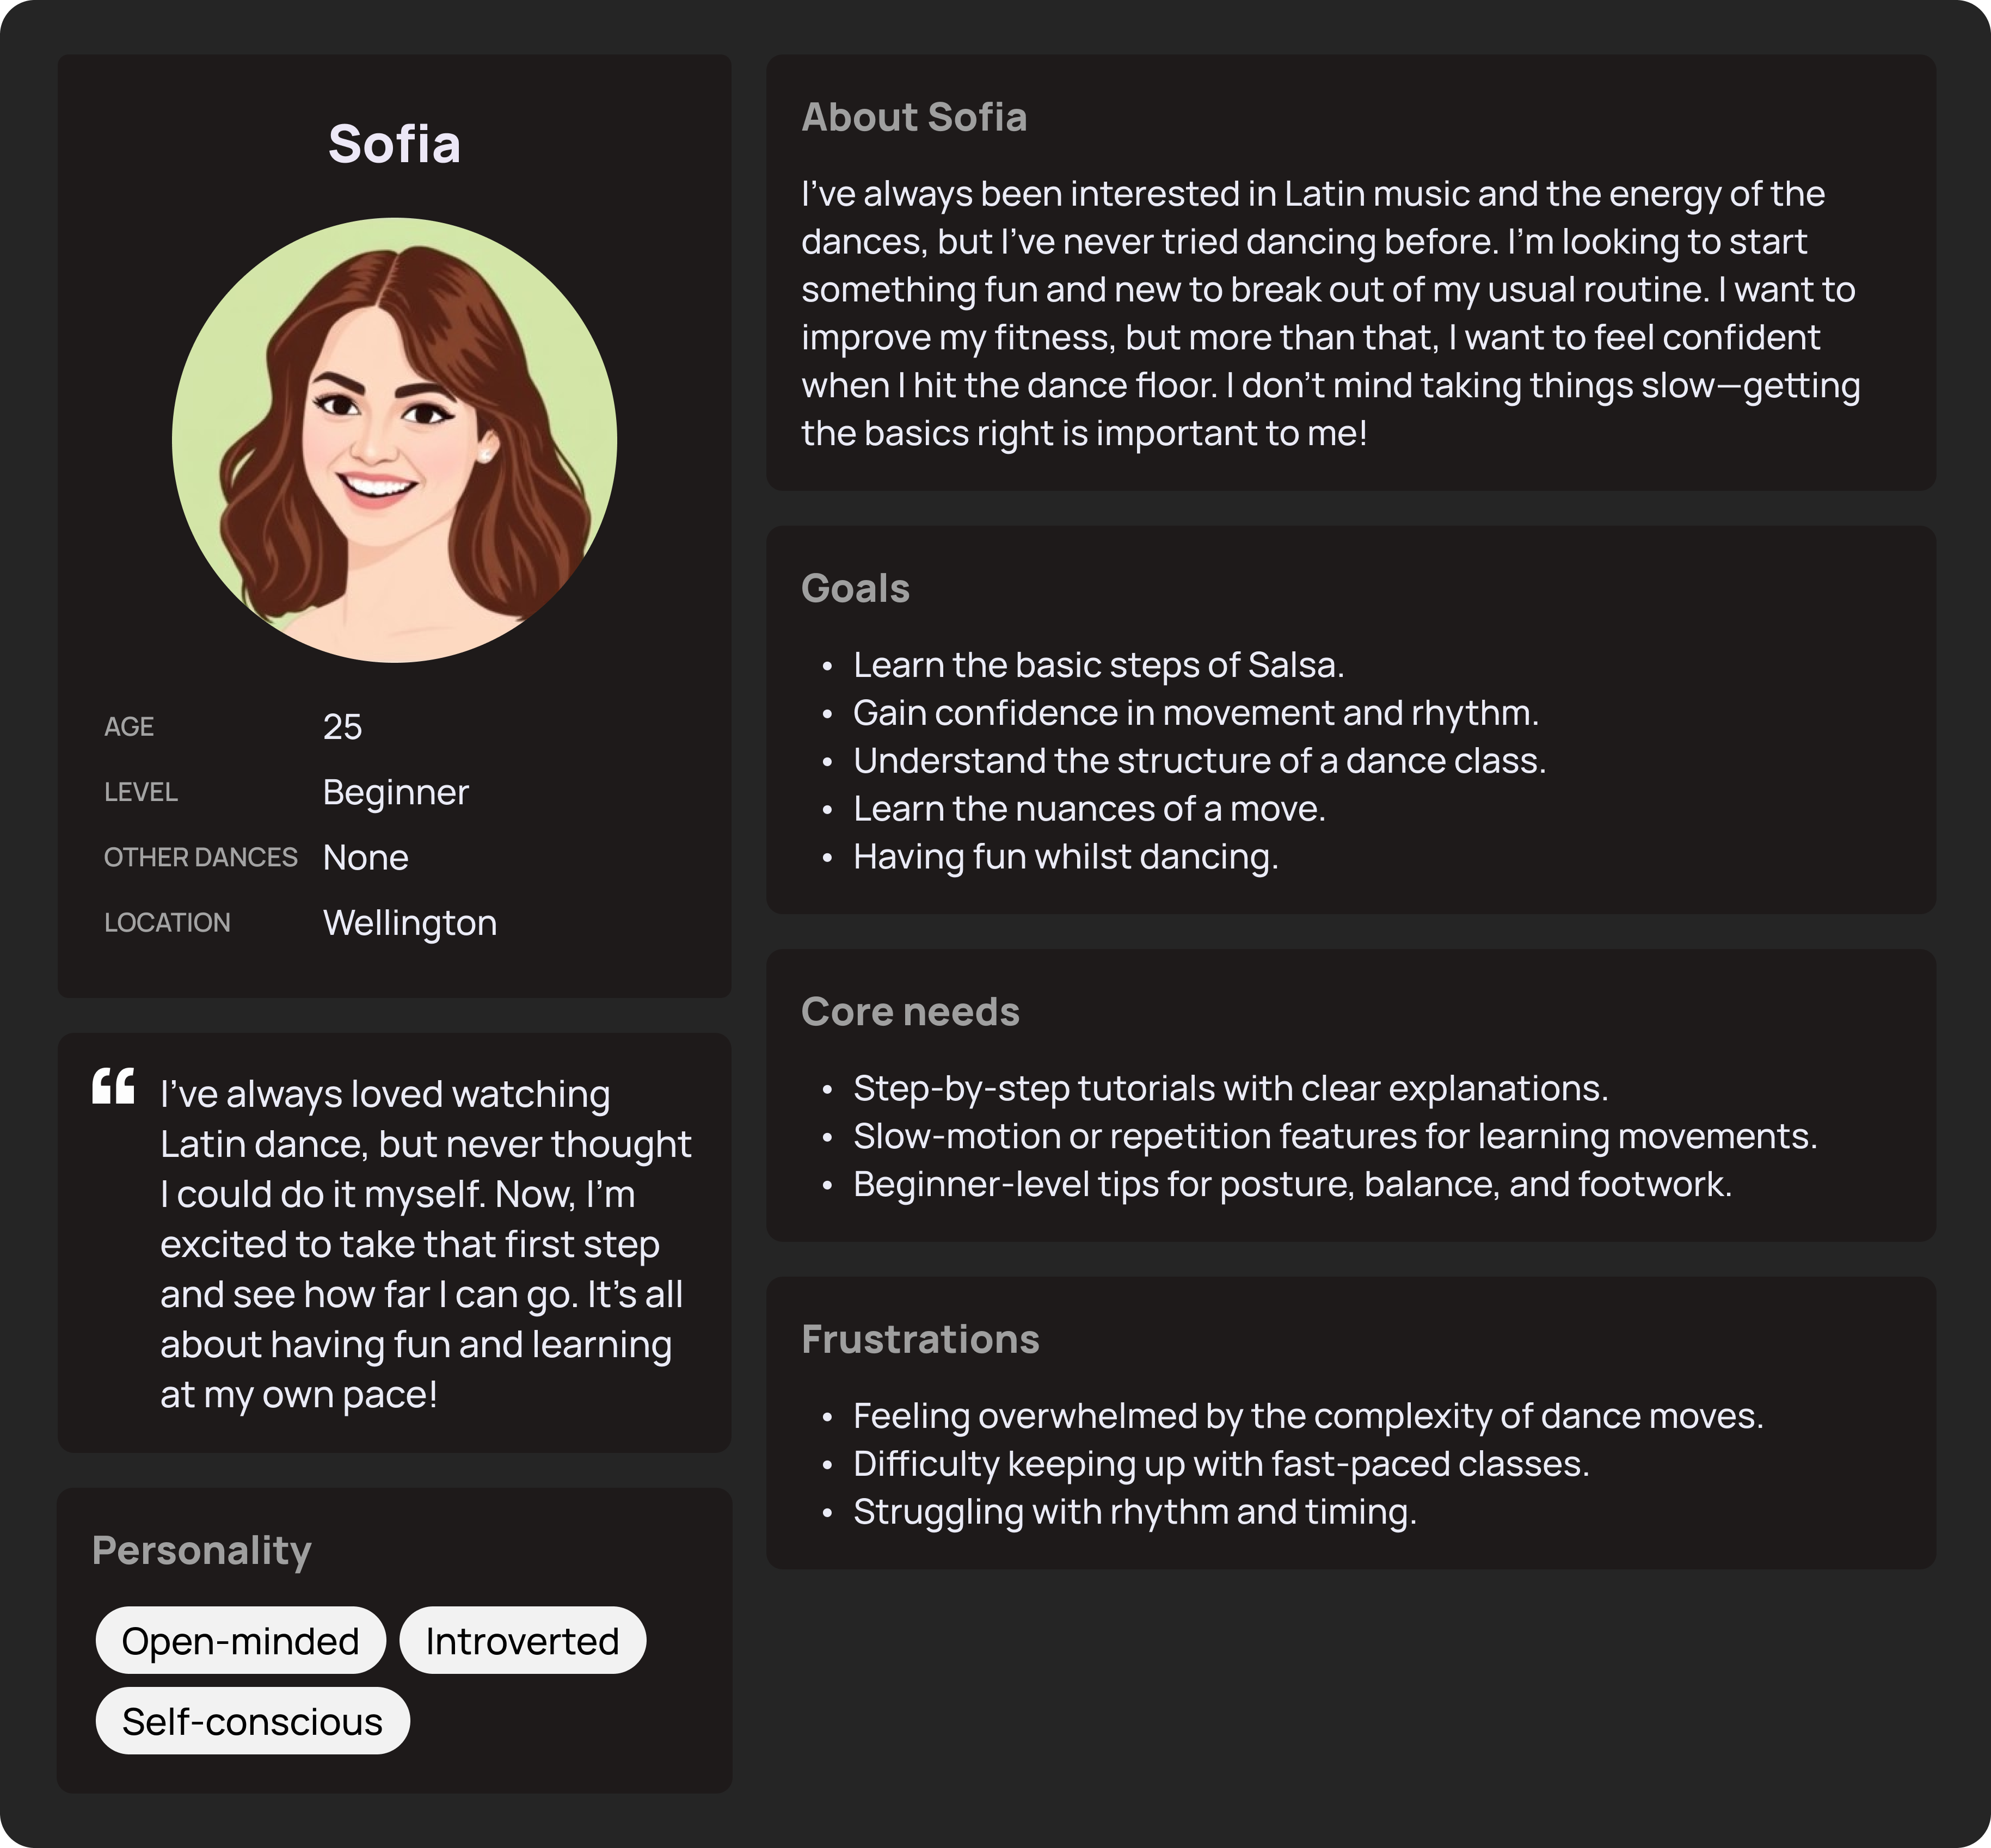 Sofia
AGE 25
LEVEL Beginner
OTHER DANCES None
LOCATION Wellington
“ I’ve always loved watching
Latin dance, but never thought
I could do it myself. Now, I’m
excited to take that first step
and see how far I can go. It’s all
about having fun and learning
at my own pace!
Personality
Open-minded Introverted
Self-conscious
About Sofia
I’ve always been interested in Latin music and the energy of the
dances, but I’ve never tried dancing before. I’m looking to start
something fun and new to break out of my usual routine. I want to
improve my fitness, but more than that, I want to feel confident
when I hit the dance floor. I don’t mind taking things slow—getting
the basics right is important to me!
Goals
• Learn the basic steps of Salsa.
• Gain confidence in movement and rhythm.
• Understand the structure of a dance class.
• Learn the nuances of a move.
• Having fun whilst dancing.
Core needs
• Step-by-step tutorials with clear explanations.
• Slow-motion or repetition features for learning movements.
• Beginner-level tips for posture, balance, and footwork.
Frustrations
• Feeling overwhelmed by the complexity of dance moves.
• Difficulty keeping up with fast-paced classes.
• Struggling with rhythm and timing.